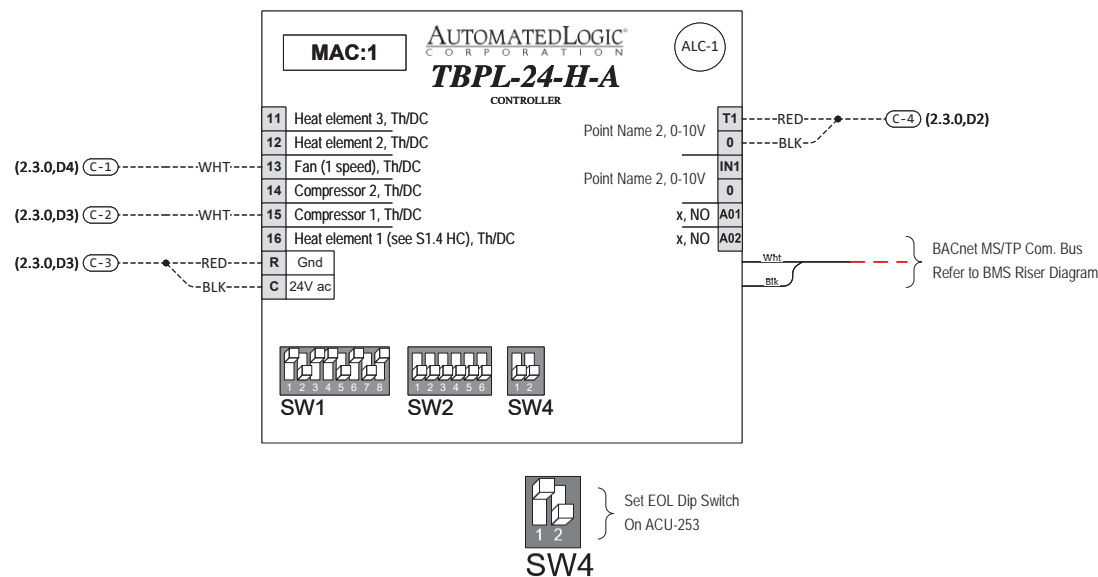 MAC:1
AUTOMATEDLOGIC®
CORPORATION
TBPL-24-H-A
CONTROLLER
ALC-1
11 Heat element 3, Th/DC
12 Heat element 2, Th/DC
(2.3.0,D4) C-1 WHT 13 Fan (1 speed), Th/DC
14 Compressor 2, Th/DC
(2.3.0,D3) C-2 WHT 15 Compressor 1, Th/DC
16 Heat element 1 (see S1.4 HC), Th/DC
(2.3.0,D3) C-3 RED R Gnd
BLK C 24V ac
Point Name 2, 0-10V
T1 RED C-4 (2.3.0,D2)
0 BLK
Point Name 2, 0-10V
IN1
0
x, NO A01
x, NO A02
Wht
Blk
BACnet MS/TP Com. Bus
Refer to BMS Riser Diagram
1 2 3 4 5 6 7 8
SW1
1 2 3 4 5 6
SW2
1 2
SW4
1 2
SW4
Set EOL Dip Switch
On ACU-253